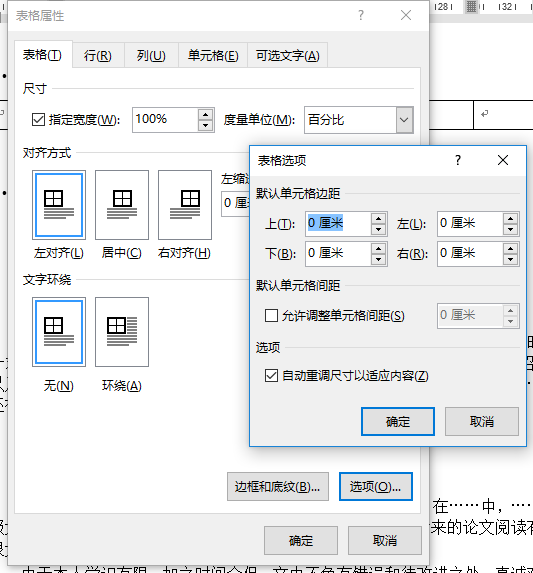 28
32
表格属性
表格(T)
行(R)
列(U)
单元格(E)
可选文字(A)
尺寸
指定宽度(W): 100% 度量单位(M): 百分比
对齐方式
左对齐(L)
居中(C)
右对齐(H)
左缩进
0 厘米
文字环绕
无(N)
环绕(A)
边框和底纹(B)...
选项(O)...
确定
取消
表格选项
默认单元格边距
上(T): 0 厘米 左(L): 0 厘米
下(B): 0 厘米 右(R): 0 厘米
默认单元格间距
允许调整单元格间距(S) 0 厘米
选项
自动重调尺寸以适应内容(Z)
确定
取消
在……中，……
来的论文阅读